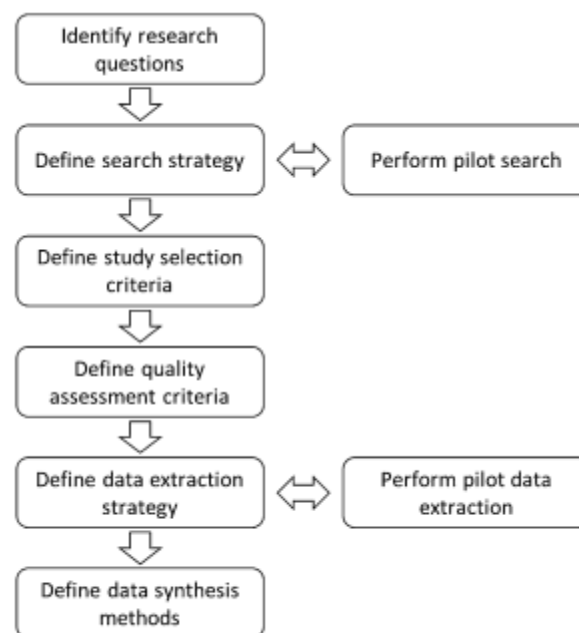 Identify research
questions
Define search strategy
Perform pilot search
Define study selection
criteria
Define quality
assessment criteria
Define data extraction
strategy
Perform pilot data
extraction
Define data synthesis
methods